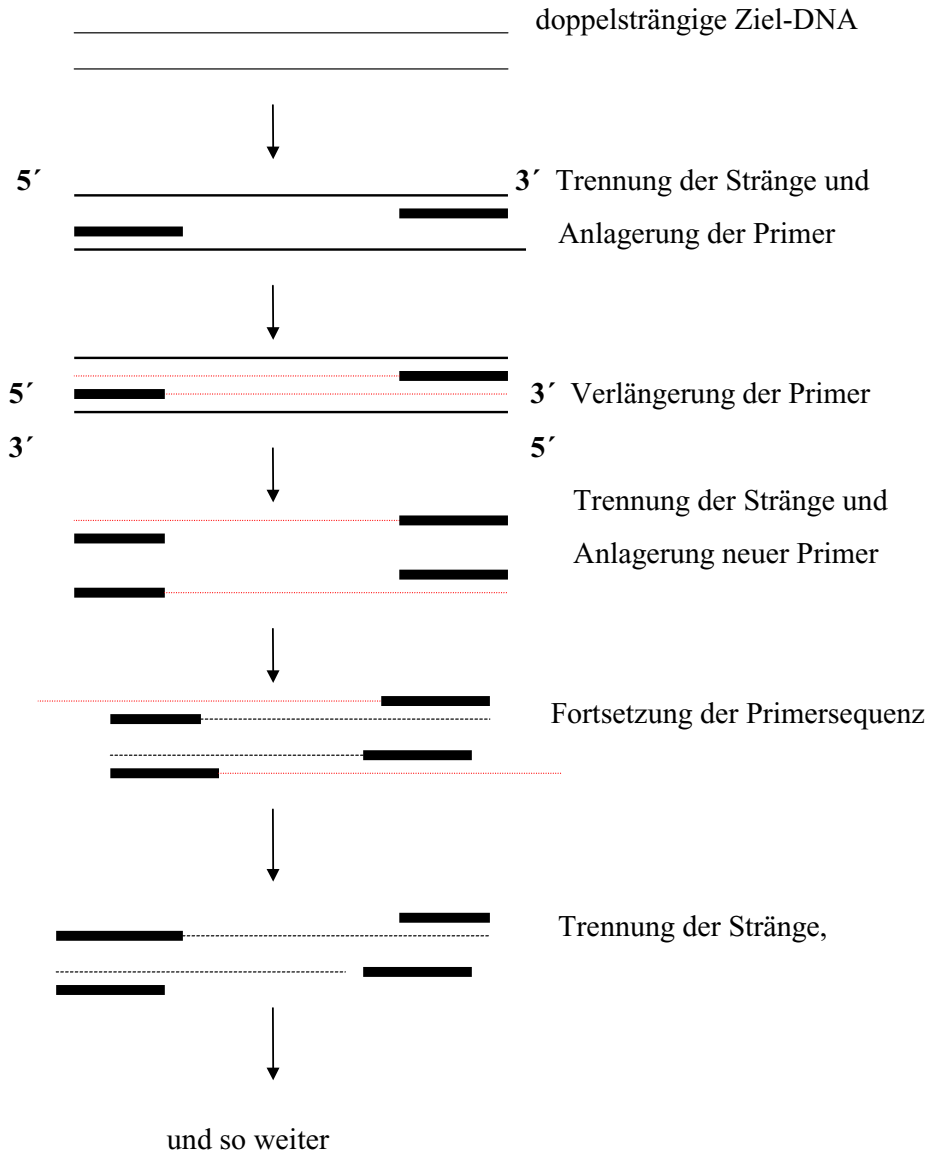 doppelsträngige Ziel-DNA
5´ 3´ Trennung der Stränge und
Anlagerung der Primer
5´ 3´ Verlängerung der Primer
3´ 5´
Trennung der Stränge und
Anlagerung neuer Primer
Fortsetzung der Primersequenz
Trennung der Stränge,
und so weiter